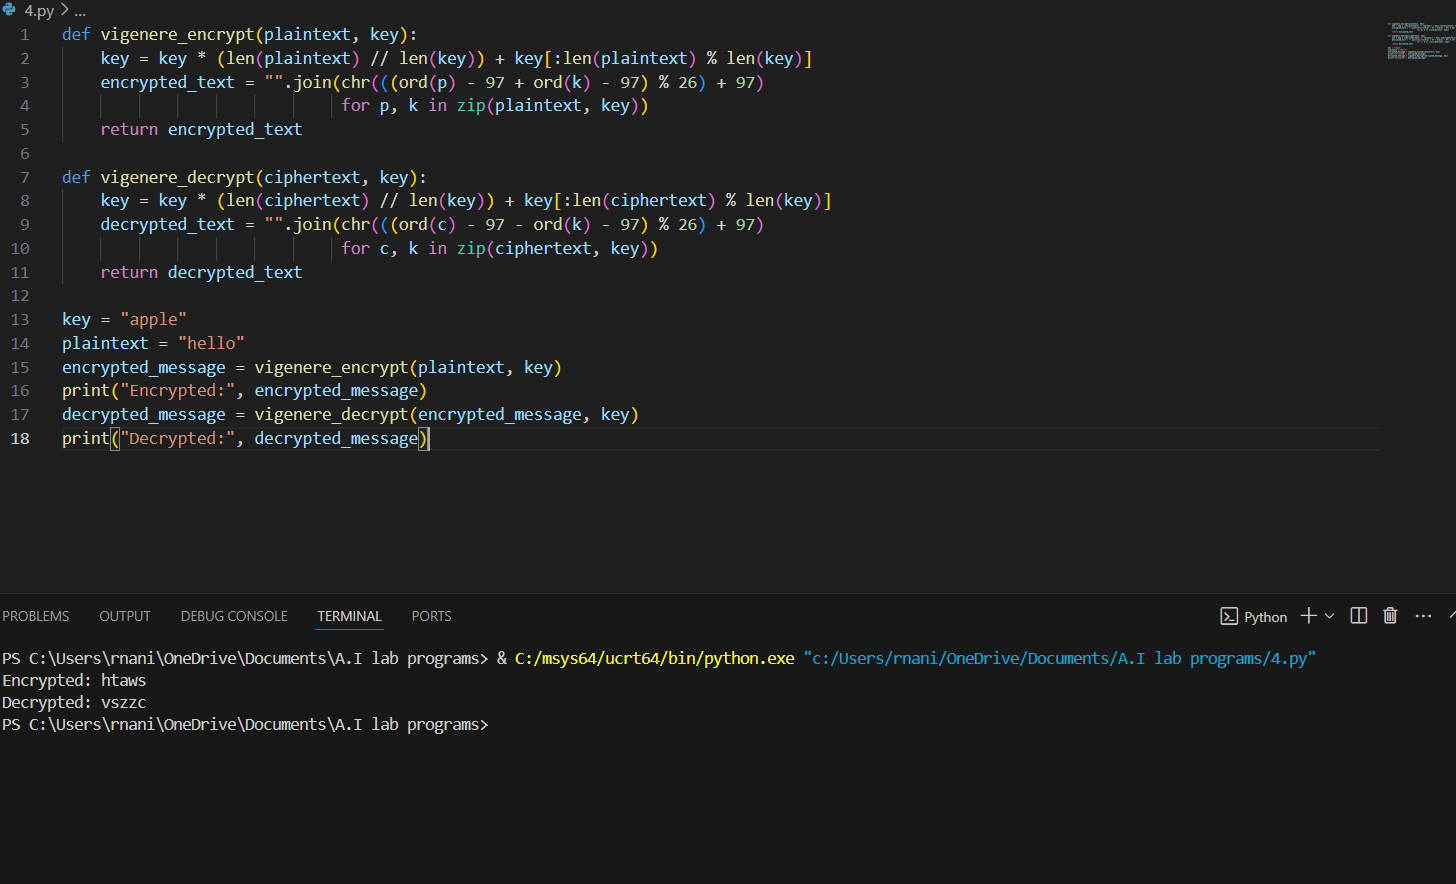 4.py > ...
1 def vigenere_encrypt(plaintext, key):
2     key = key * (len(plaintext) // len(key)) + key[:len(plaintext) % len(key)]
3     encrypted_text = "".join(chr(((ord(p) - 97 + ord(k) - 97) % 26) + 97)
4                              for p, k in zip(plaintext, key))
5     return encrypted_text
6
7 def vigenere_decrypt(ciphertext, key):
8     key = key * (len(ciphertext) // len(key)) + key[:len(ciphertext) % len(key)]
9     decrypted_text = "".join(chr(((ord(c) - 97 - ord(k) - 97) % 26) + 97)
10                              for c, k in zip(ciphertext, key))
11     return decrypted_text
12
13 key = "apple"
14 plaintext = "hello"
15 encrypted_message = vigenere_encrypt(plaintext, key)
16 print("Encrypted:", encrypted_message)
17 decrypted_message = vigenere_decrypt(encrypted_message, key)
18 print("Decrypted:", decrypted_message)
PROBLEMS OUTPUT DEBUG CONSOLE TERMINAL PORTS Python
PS C:\Users\rnani\OneDrive\Documents\A.I lab programs> & C:/msys64/ucrt64/bin/python.exe "c:/Users/rnani/OneDrive/Documents/A.I lab programs/4.py"
Encrypted: htaws
Decrypted: vszzc
PS C:\Users\rnani\OneDrive\Documents\A.I lab programs>